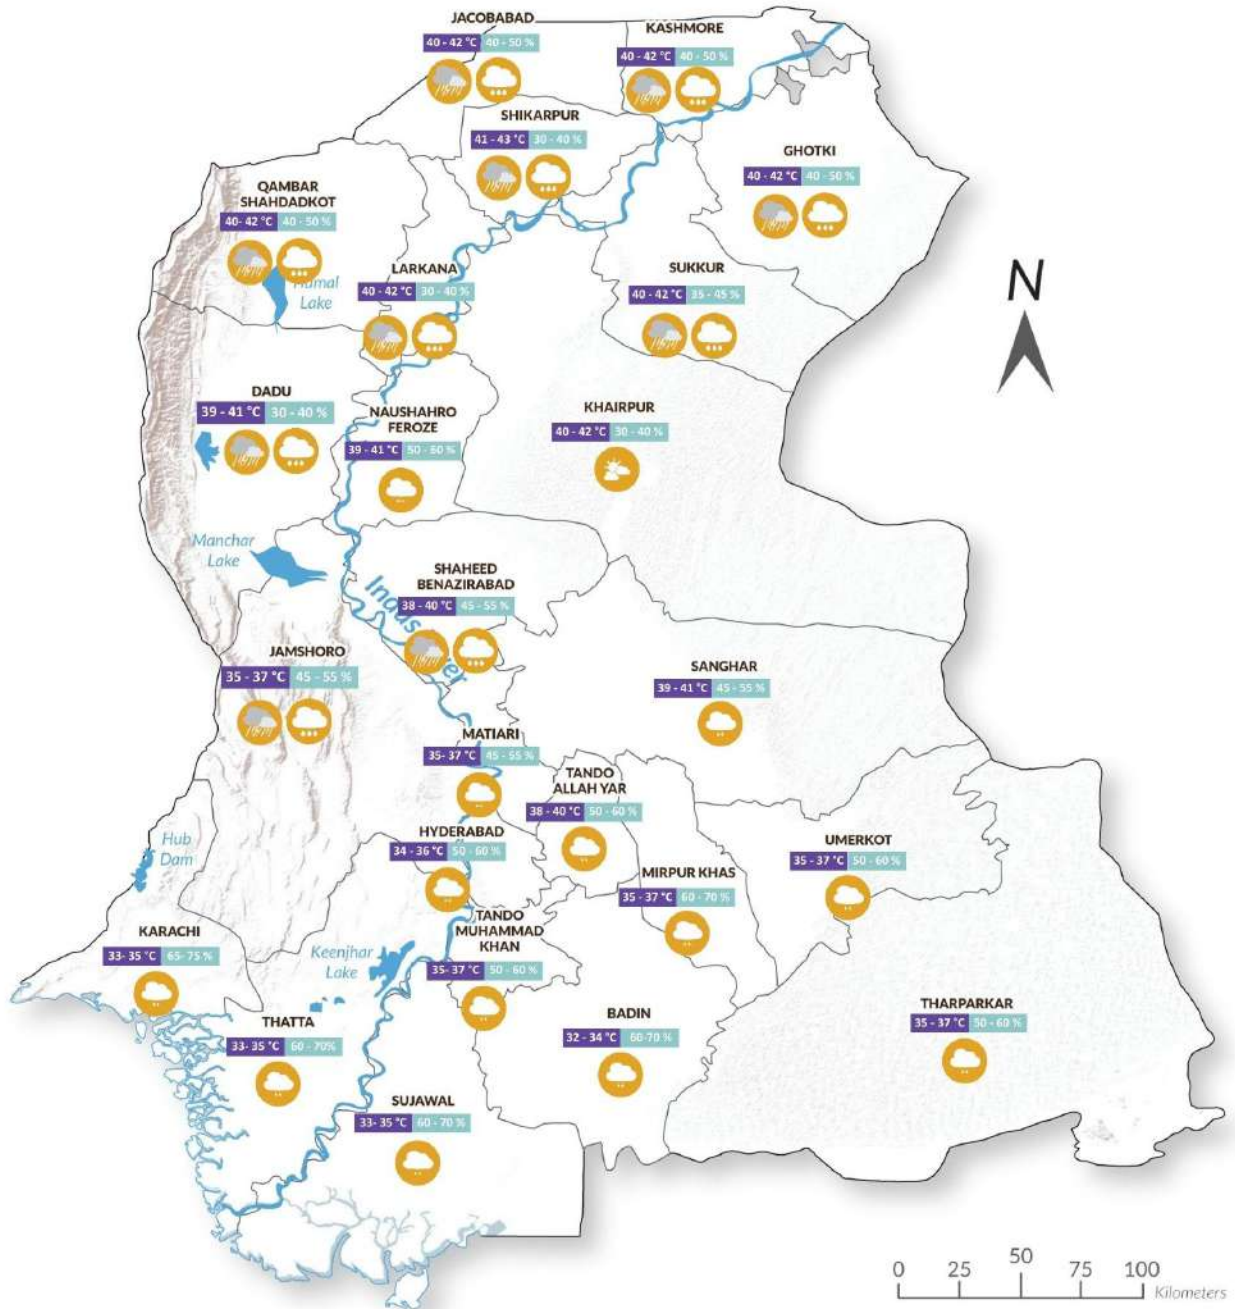 JACOBABAD
40 - 42 °C 40 - 50 %
KASHMORE
40 - 42 °C 40 - 50 %
SHIKARPUR
41 - 43 °C 30 - 40 %
GHOTKI
40 - 42 °C 40 - 50 %
QAMBAR
SHAHDADKOT
40- 42 °C 40 - 50 %
Lake
LARKANA
40 - 42 °C 30 - 40 %
SUKKUR
40 - 42 °C 35 - 45 %
N
DADU
39 - 41 °C 30 - 40 %
NAUSHAHRO
FEROZE
39 - 41 °C 50 - 60 %
KHAIRPUR
40 - 42 °C 30 - 40 %
Manchar
Lake
SHAHEED
BENAZIRABAD
38 - 40 °C 45 - 55 %
Indus
JAMSHORO
35 - 37 °C 45 - 55 %
SANGHAR
39 - 41 °C 45 - 55 %
MATIARI
35- 37 °C 45 - 55 %
TANDO
ALLAH YAR
38 - 40 °C 50 - 60 %
HYDERABAD
34 - 36 °C 50 - 60 %
UMERKOT
35 - 37 °C 50 - 60 %
Hub
Dam
MIRPUR KHAS
35 - 37 °C 60 - 70 %
KARACHI
33- 35 °C 65- 75 %
Keenjhar
Lake
TANDO
MUHAMMAD
KHAN
35- 37 °C 50 - 60 %
THATTA
33- 35 °C 60 - 70%
BADIN
32 - 34 °C 60-70 %
THARPARKAR
35 - 37 °C 50 - 60 %
SUJAWAL
33- 35 °C 60 - 70 %
0 25 50 75 100
Kilometers